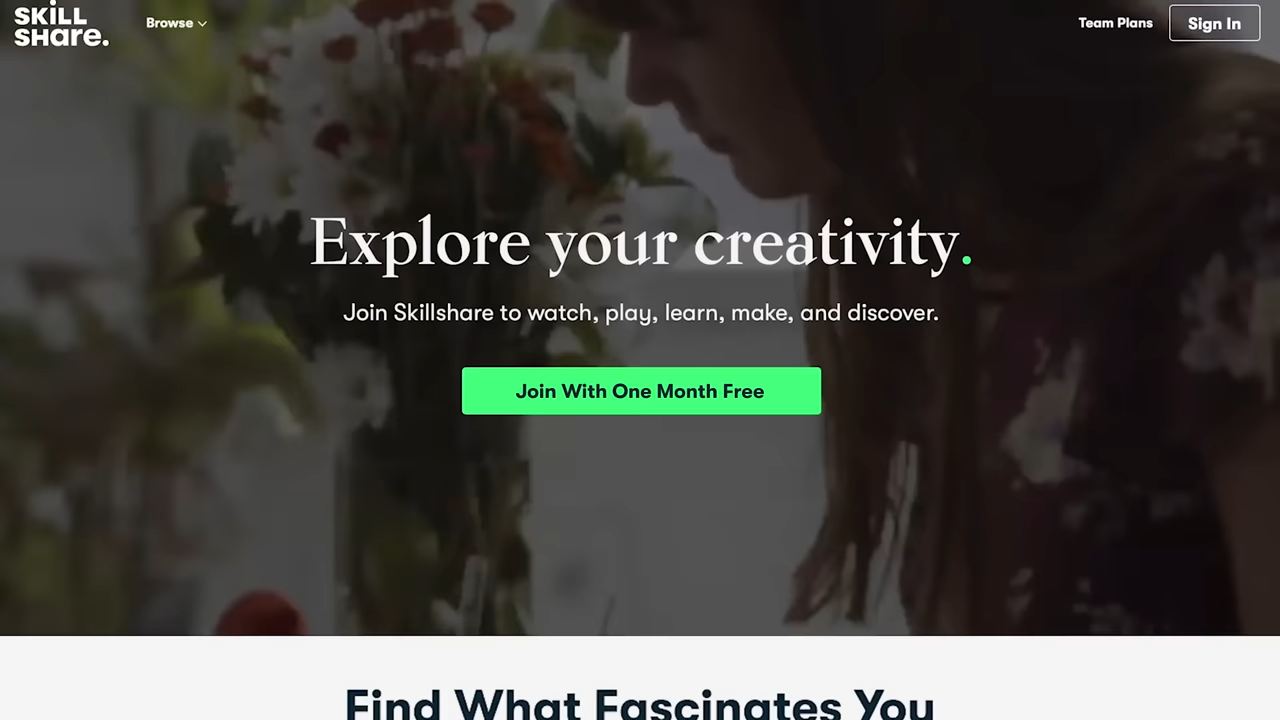 SKILL
SHare.
Browse
Team Plans
Sign In
Explore your creativity.
Join Skillshare to watch, play, learn, make, and discover.
Join With One Month Free
Find What Fascinates You